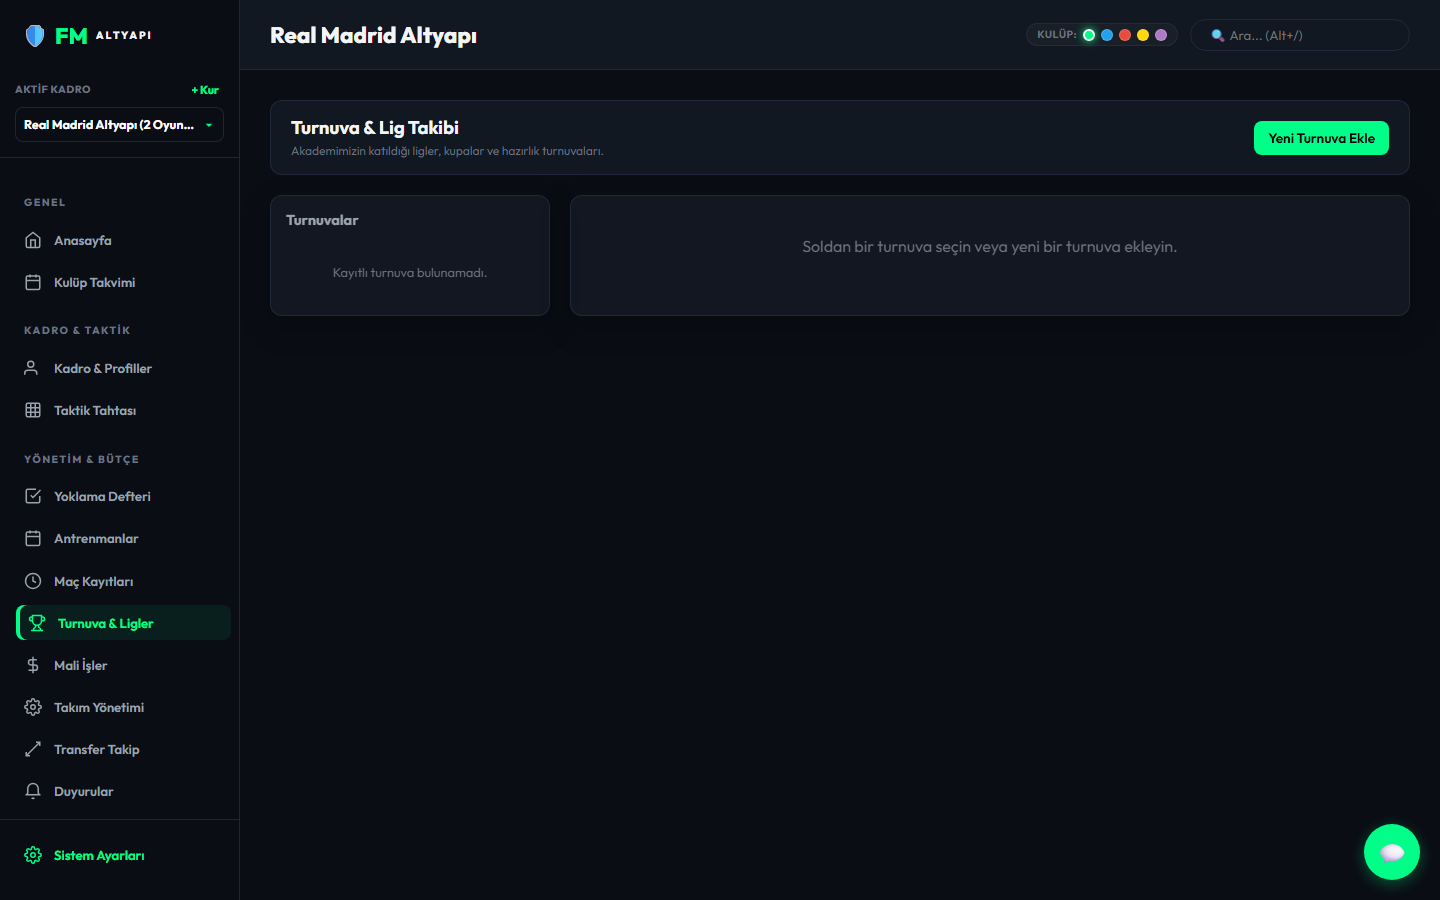 FM ALTYAPI
AKTİF KADRO
+ Kur
Real Madrid Altyapı (2 Oyun...
GENEL
Anasayfa
Kulüp Takvimi
KADRO & TAKTİK
Kadro & Profiller
Taktik Tahtası
YÖNETİM & BÜTÇE
Yoklama Defteri
Antrenmanlar
Maç Kayıtları
Turnuva & Ligler
Mali İşler
Takım Yönetimi
Transfer Takip
Duyurular
Sistem Ayarları
Real Madrid Altyapı
KULÜP:
Ara... (Alt+/)
Turnuva & Lig Takibi
Akademimizin katıldığı ligler, kupalar ve hazırlık turnuvaları.
Yeni Turnuva Ekle
Turnuvalar
Kayıtlı turnuva bulunamadı.
Soldan bir turnuva seçin veya yeni bir turnuva ekleyin.